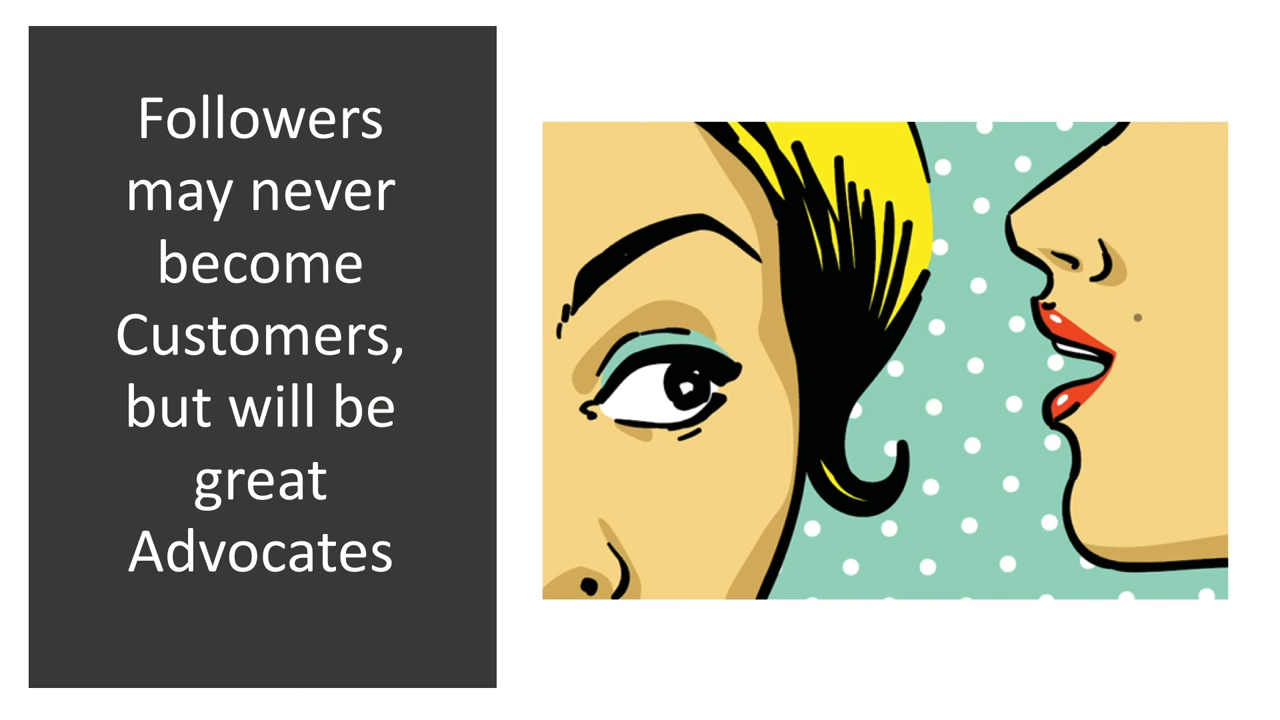 Followers
may never
become
Customers,
but will be
great
Advocates